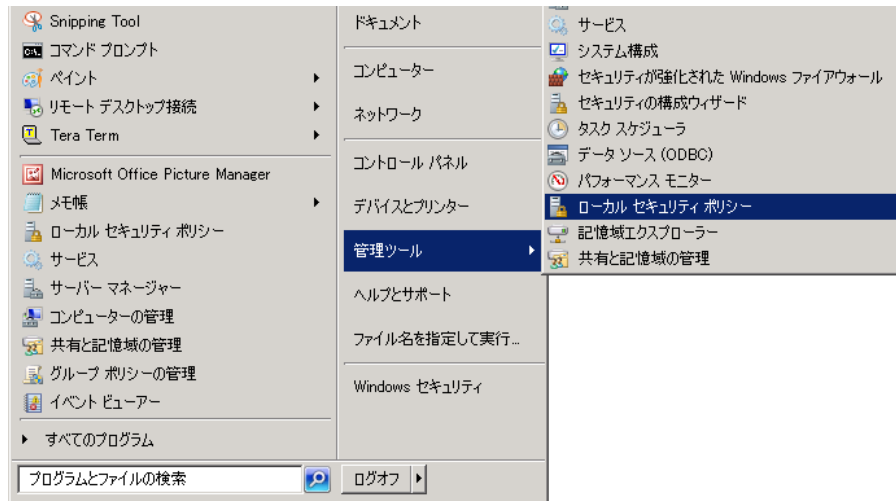 Snipping Tool
コマンド プロンプト
ペイント
リモート デスクトップ接続
Tera Term
Microsoft Office Picture Manager
メモ帳
ローカル セキュリティ ポリシー
サービス
サーバー マネージャー
コンピューターの管理
共有と記憶域の管理
グループ ポリシーの管理
イベント ビューアー
すべてのプログラム
プログラムとファイルの検索
ドキュメント
コンピューター
ネットワーク
コントロール パネル
デバイスとプリンター
管理ツール
ヘルプとサポート
ファイル名を指定して実行...
Windows セキュリティ
ログオフ
サービス
システム構成
セキュリティが強化された Windows ファイアウォール
セキュリティの構成ウィザード
タスク スケジューラ
データ ソース (ODBC)
パフォーマンス モニター
ローカル セキュリティ ポリシー
記憶域エクスプローラー
共有と記憶域の管理